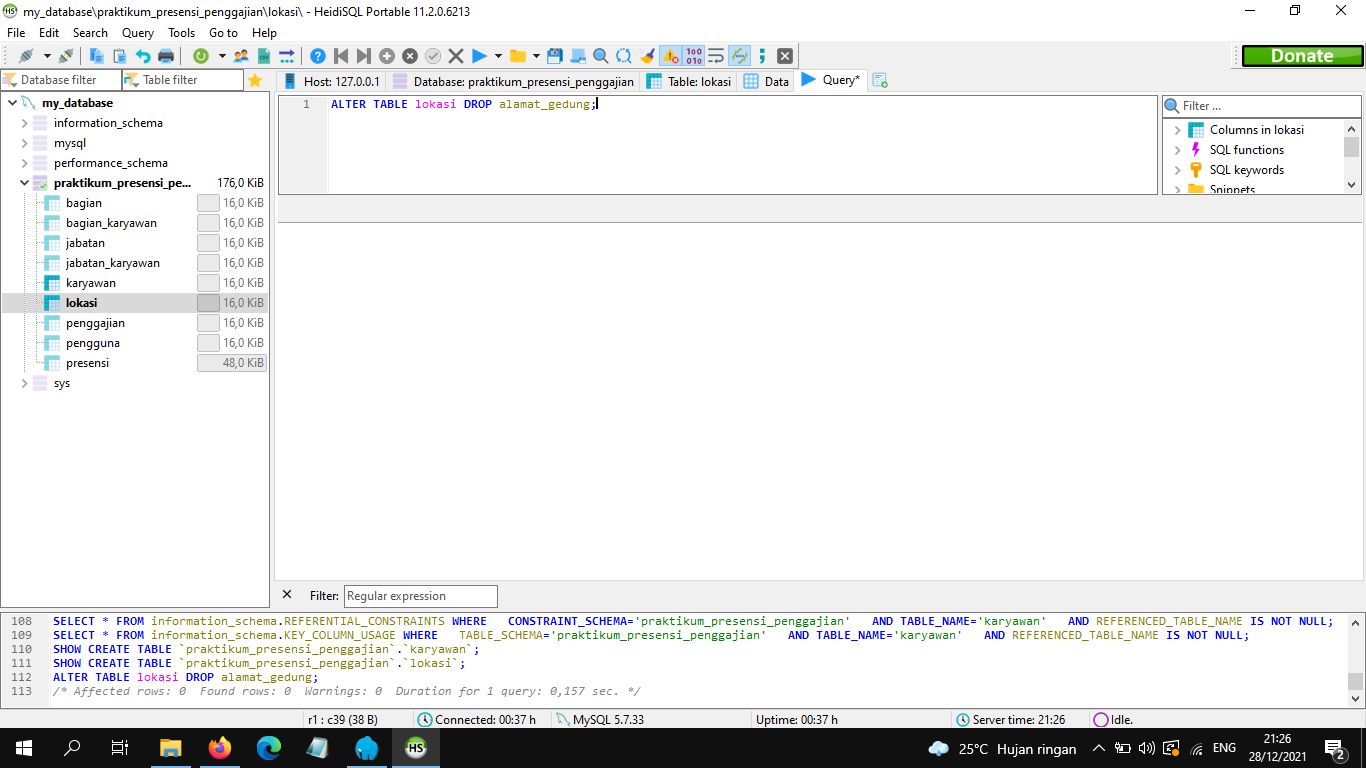 HS my_database\praktikum_presensi_penggajian\lokasi\ - HeidiSQL Portable 11.2.0.6213
File Edit Search Query Tools Go to Help
Donate
Database filter Table filter
Host: 127.0.0.1 Database: praktikum_presensi_penggajian Table: lokasi Data Query*
my_database
information_schema
mysql
performance_schema
praktikum_presensi_pe... 176,0 KiB
bagian 16,0 KiB
bagian_karyawan 16,0 KiB
jabatan 16,0 KiB
jabatan_karyawan 16,0 KiB
karyawan 16,0 KiB
lokasi 16,0 KiB
penggajian 16,0 KiB
pengguna 16,0 KiB
presensi 48,0 KiB
sys
1 ALTER TABLE lokasi DROP alamat_gedung;
Filter ...
Columns in lokasi
SQL functions
SQL keywords
Snippets
Filter: Regular expression
108 SELECT * FROM information_schema.REFERENTIAL_CONSTRAINTS WHERE CONSTRAINT_SCHEMA='praktikum_presensi_penggajian' AND TABLE_NAME='karyawan' AND REFERENCED_TABLE_NAME IS NOT NULL;
109 SELECT * FROM information_schema.KEY_COLUMN_USAGE WHERE TABLE_SCHEMA='praktikum_presensi_penggajian' AND TABLE_NAME='karyawan' AND REFERENCED_TABLE_NAME IS NOT NULL;
110 SHOW CREATE TABLE `praktikum_presensi_penggajian`.`karyawan`;
111 SHOW CREATE TABLE `praktikum_presensi_penggajian`.`lokasi`;
112 ALTER TABLE lokasi DROP alamat_gedung;
113 /* Affected rows: 0 Found rows: 0 Warnings: 0 Duration for 1 query: 0,157 sec. */
r1 : c39 (38 B) Connected: 00:37 h MySQL 5.7.33 Uptime: 00:37 h Server time: 21:26 Idle.
HS 25°C Hujan ringan ENG 21:26
28/12/2021 2